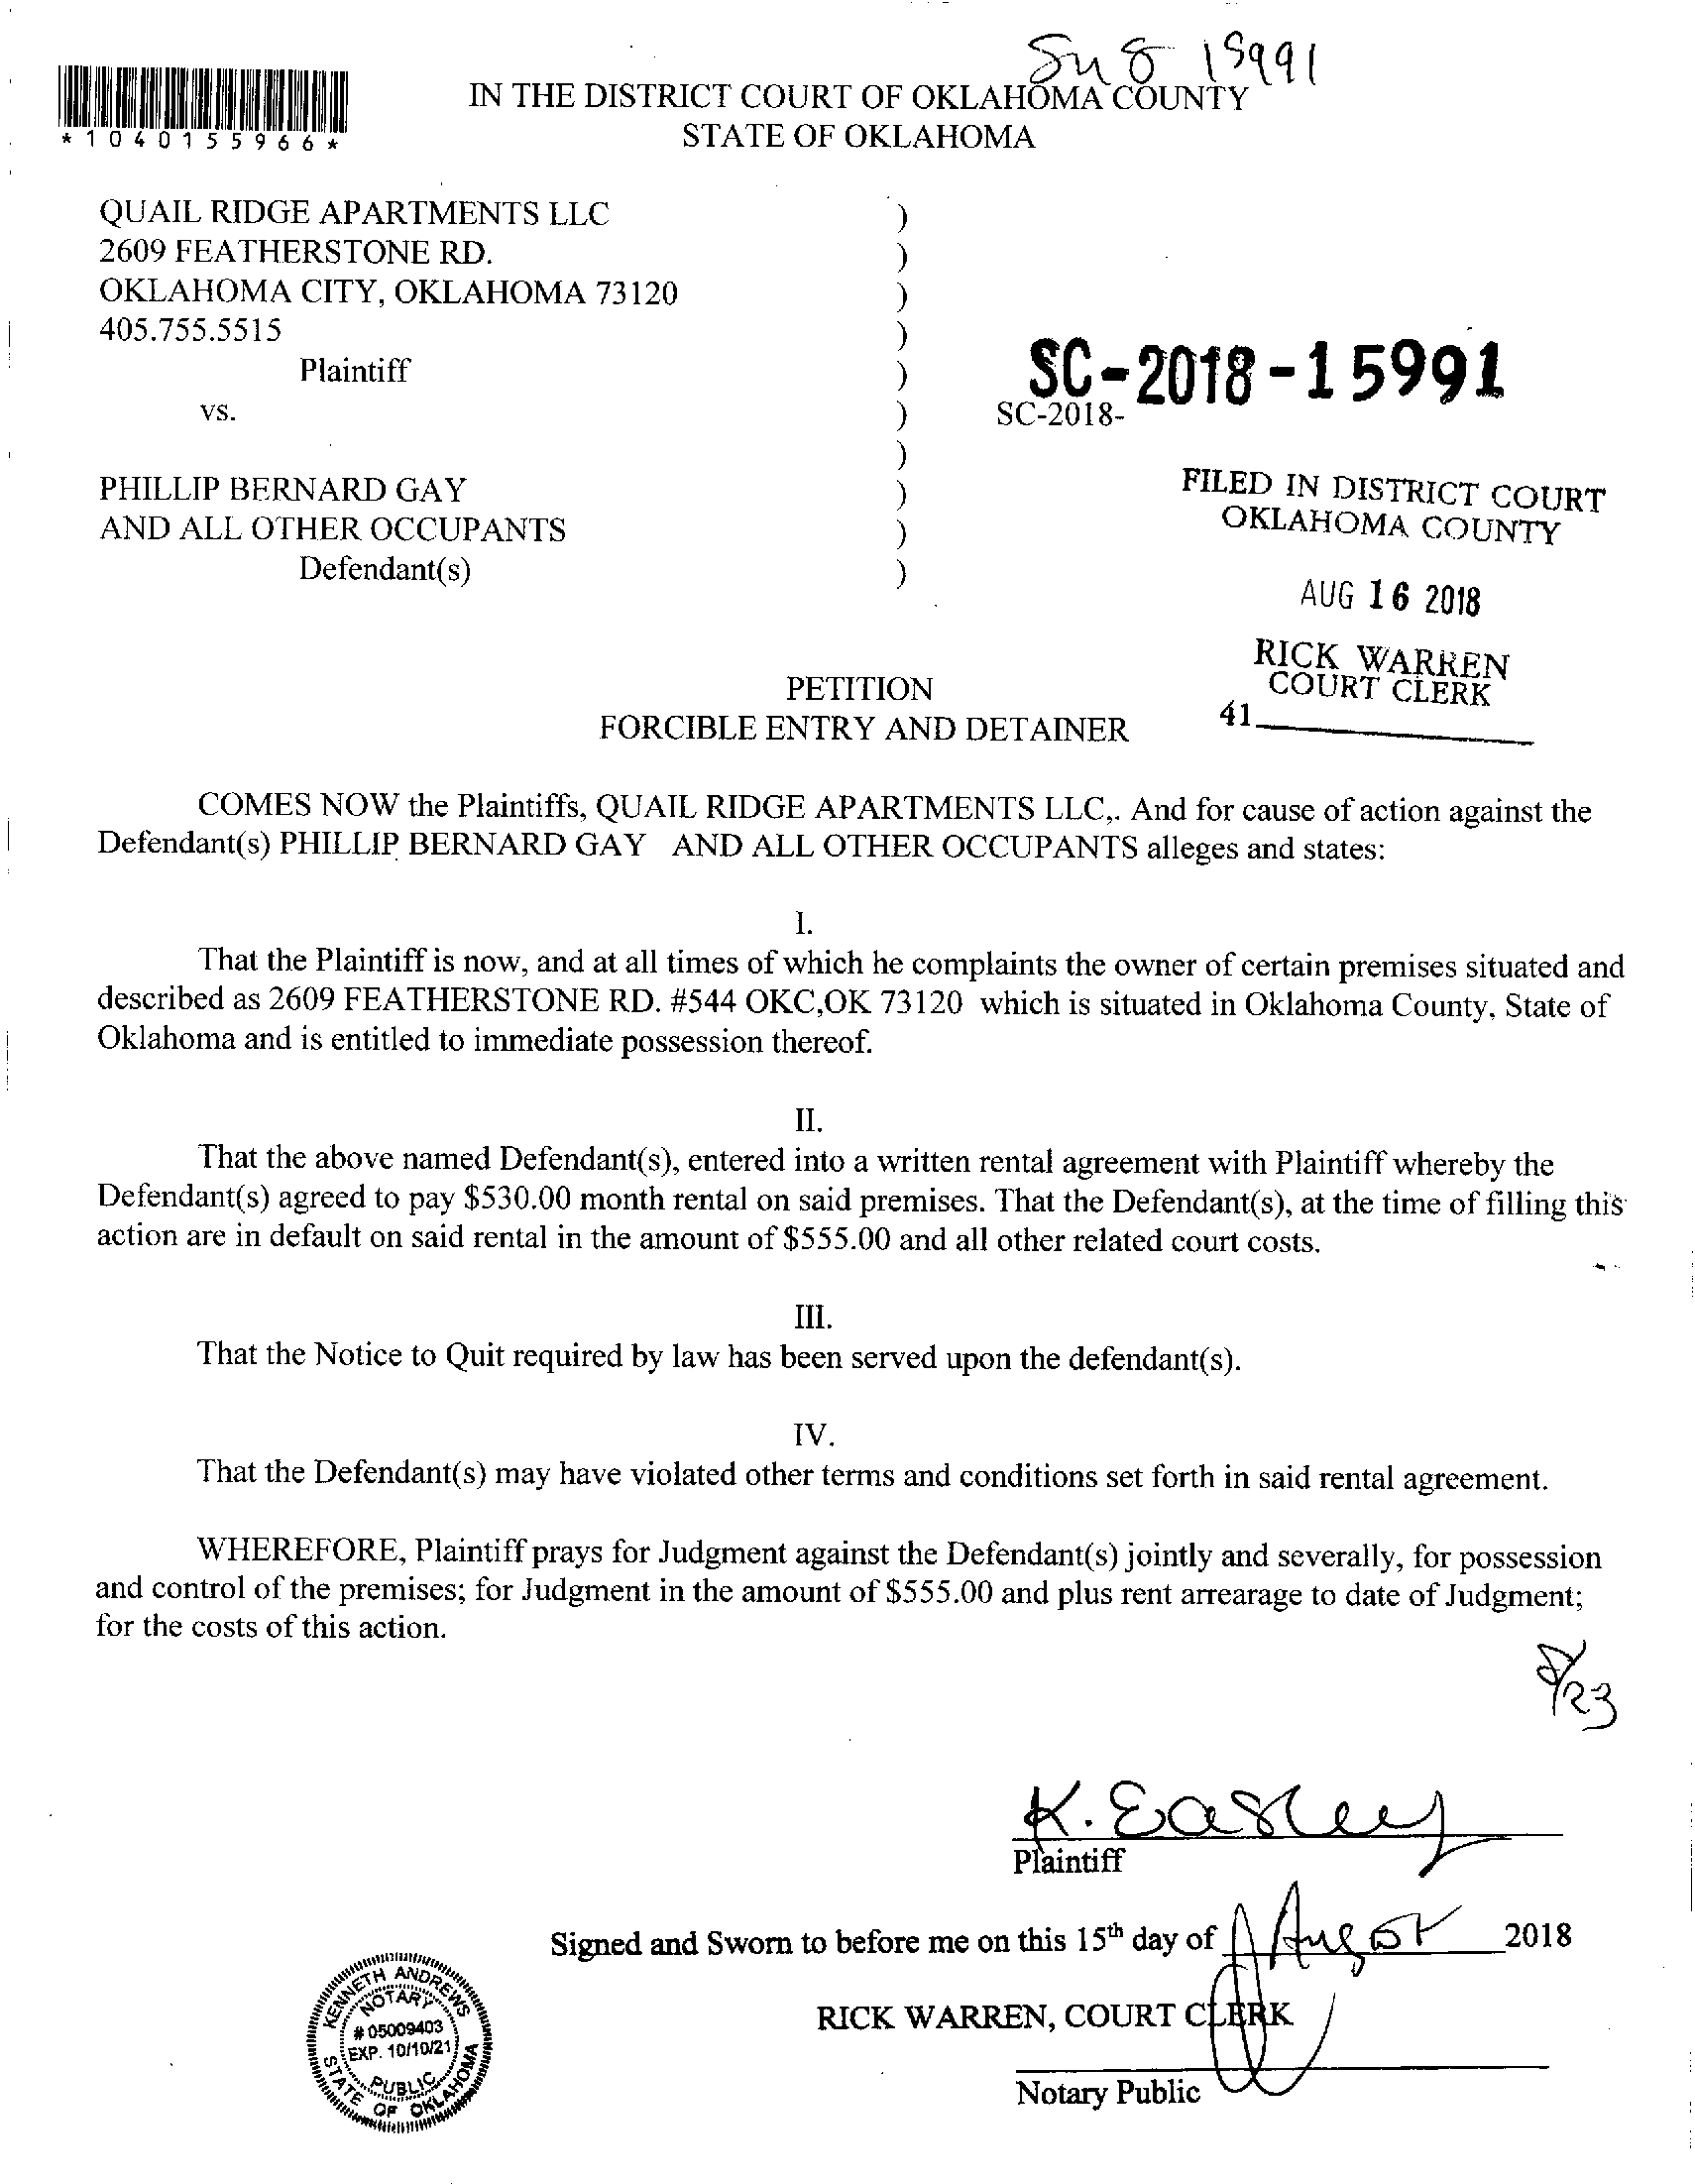 15991
IN THE DISTRICT COURT OF OKLAHOMA COUNTY
*1040155966*
STATE OF OKLAHOMA
QUAIL RIDGE APARTMENTS LLC )
2609 FEATHERSTONE RD. )
OKLAHOMA CITY, OKLAHOMA 73120 )
405.755.5515 )
Plaintiff )
SC-2018-15991
vs. ) SC-2018-
)
PHILLIP BERNARD GAY )
AND ALL OTHER OCCUPANTS )
Defendant(s) )
FILED IN DISTRICT COURT
OKLAHOMA COUNTY
AUG 16 2018
RICK WARREN
COURT CLERK
41
PETITION
FORCIBLE ENTRY AND DETAINER
COMES NOW the Plaintiffs, QUAIL RIDGE APARTMENTS LLC,. And for cause of action against the
Defendant(s) PHILLIP BERNARD GAY AND ALL OTHER OCCUPANTS alleges and states:
I.
That the Plaintiff is now, and at all times of which he complaints the owner of certain premises situated and
described as 2609 FEATHERSTONE RD. #544 OKC,OK 73120 which is situated in Oklahoma County, State of
Oklahoma and is entitled to immediate possession thereof.
II.
That the above named Defendant(s), entered into a written rental agreement with Plaintiff whereby the
Defendant(s) agreed to pay $530.00 month rental on said premises. That the Defendant(s), at the time of filling this
action are in default on said rental in the amount of $555.00 and all other related court costs.
III.
That the Notice to Quit required by law has been served upon the defendant(s).
IV.
That the Defendant(s) may have violated other terms and conditions set forth in said rental agreement.
WHEREFORE, Plaintiff prays for Judgment against the Defendant(s) jointly and severally, for possession
and control of the premises; for Judgment in the amount of $555.00 and plus rent arrearage to date of Judgment;
for the costs of this action.
8/23
K. Easley
Plaintiff
Signed and Sworn to before me on this 15th day of August 2018
RICK WARREN, COURT CLERK
Notary Public
KENNETH ANDREWS
NOTARY
# 05009403
EXP. 10/10/21
PUBLIC
STATE OF OKLAHOMA